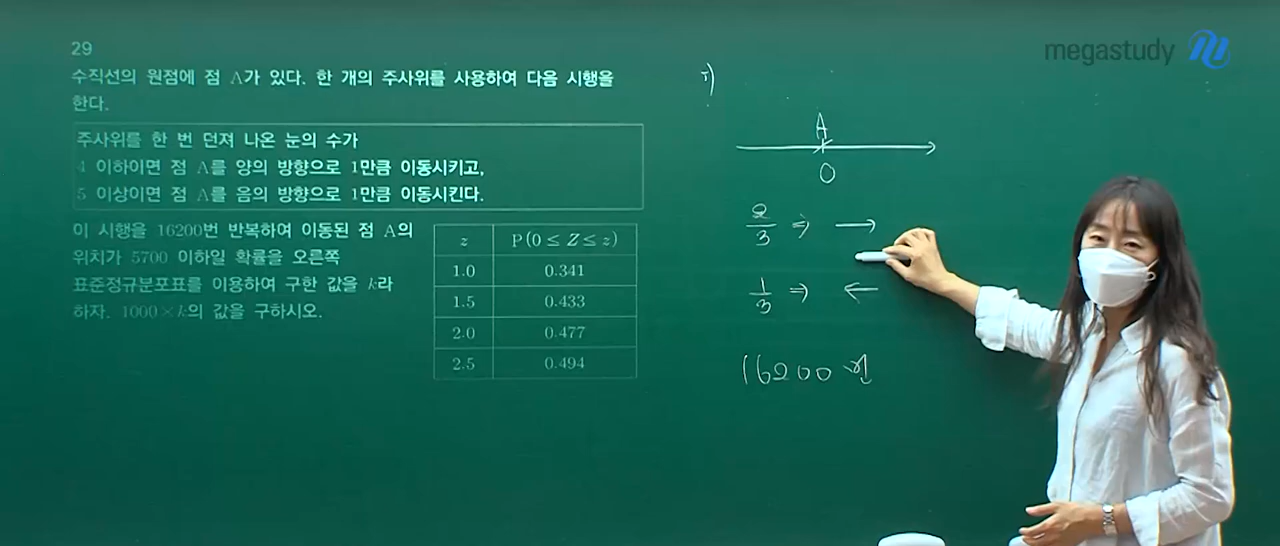 29
수직선의 원점에 점 A가 있다. 한 개의 주사위를 사용하여 다음 시행을
한다.
주사위를 한 번 던져 나온 눈의 수가
4 이하이면 점 A를 양의 방향으로 1만큼 이동시키고,
5 이상이면 점 A를 음의 방향으로 1만큼 이동시킨다.
이 시행을 16200번 반복하여 이동된 점 A의
위치가 5700 이하일 확률을 오른쪽
표준정규분포표를 이용하여 구한 값을 k라
하자. 1000×k의 값을 구하시오.
z P(0 ≤ Z ≤ z)
1.0 0.341
1.5 0.433
2.0 0.477
2.5 0.494
megastudy
A
0
2/3 ⇒ →
1/3 ⇒ ←
16200번